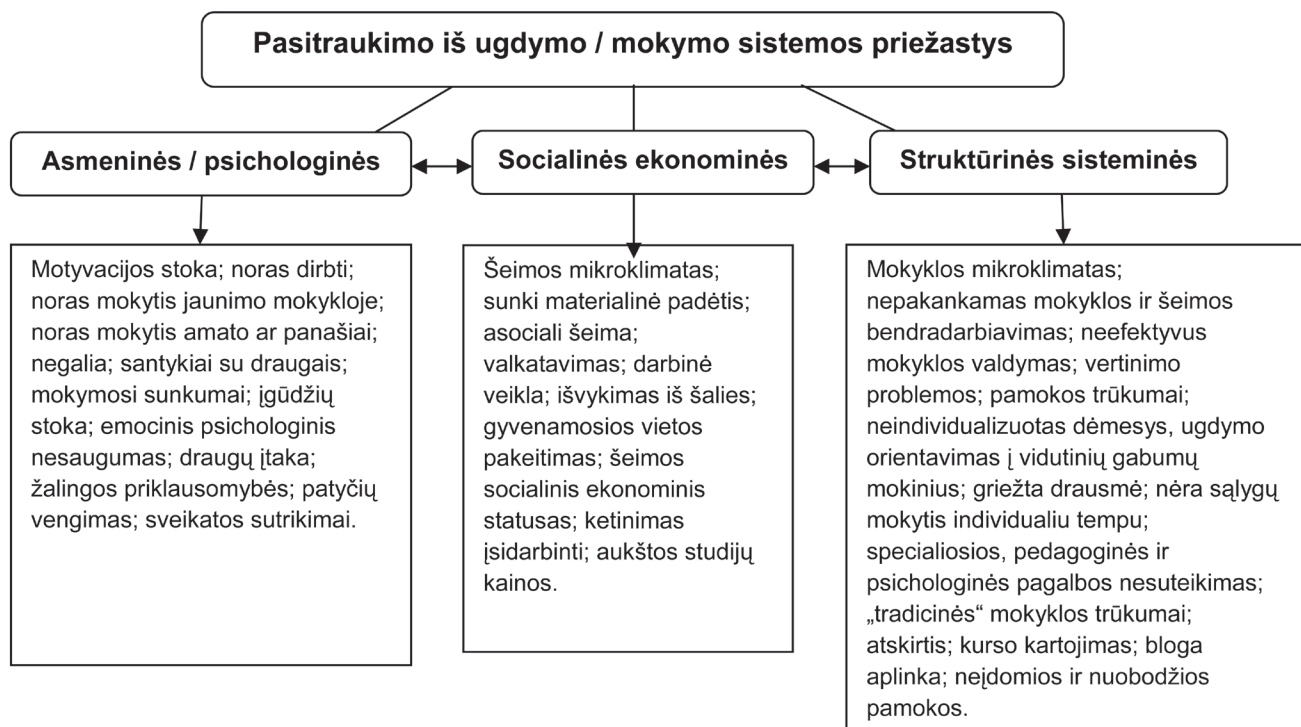 Pasitraukimo iš ugdymo / mokymo sistemos priežastys
Asmeninės / psichologinės
Socialinės ekonominės
Struktūrinės sisteminės
Motyvacijos stoka; noras dirbti;
noras mokytis jaunimo mokykloje;
noras mokytis amato ar panašiai;
negalia; santykiai su draugais;
mokymosi sunkumai; įgūdžių
stoka; emocinis psichologinis
nesaugumas; draugų įtaka;
žalingos priklausomybės; patyčių
vengimas; sveikatos sutrikimai.
Šeimos mikroklimatas;
sunki materialinė padėtis;
asociali šeima;
valkatavimas; darbinė
veikla; išvykimas iš šalies;
gyvenamosios vietos
pakeitimas; šeimos
socialinis ekonominis
statusas; ketinimas
įsidarbinti; aukštos studijų
kainos.
Mokyklos mikroklimatas;
nepakankamas mokyklos ir šeimos
bendradarbiavimas; neefektyvus
mokyklos valdymas; vertinimo
problemos; pamokos trūkumai;
neindividualizuotas dėmesys, ugdymo
orientavimas į vidutinių gabumų
mokinius; griežta drausmė; nėra sąlygų
mokytis individualiu tempu;
specialiosios, pedagoginės ir
psichologinės pagalbos nesuteikimas;
„tradicinės“ mokyklos trūkumai;
atskirtis; kurso kartojimas; bloga
aplinka; neįdomios ir nuobodžios
pamokos.